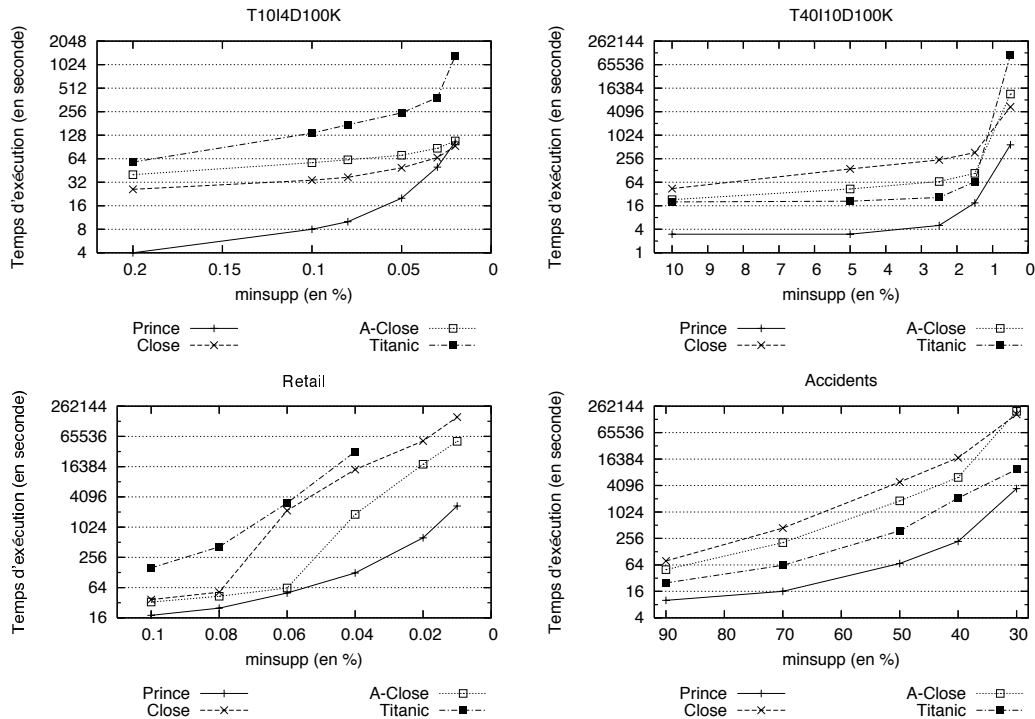 T10I4D100K
Temps d'exécution (en seconde)
2048
1024
512
256
128
64
32
16
8
4
0.2 0.15 0.1 0.05 0
minsupp (en %)
Prince A-Close
Close Titanic
T40I10D100K
Temps d'exécution (en seconde)
262144
65536
16384
4096
1024
256
64
16
4
1
10 9 8 7 6 5 4 3 2 1 0
minsupp (en %)
Prince A-Close
Close Titanic
Retail
Temps d'exécution (en seconde)
262144
65536
16384
4096
1024
256
64
16
0.1 0.08 0.06 0.04 0.02 0
minsupp (en %)
Prince A-Close
Close Titanic
Accidents
Temps d'exécution (en seconde)
262144
65536
16384
4096
1024
256
64
16
4
90 80 70 60 50 40 30
minsupp (en %)
Prince A-Close
Close Titanic